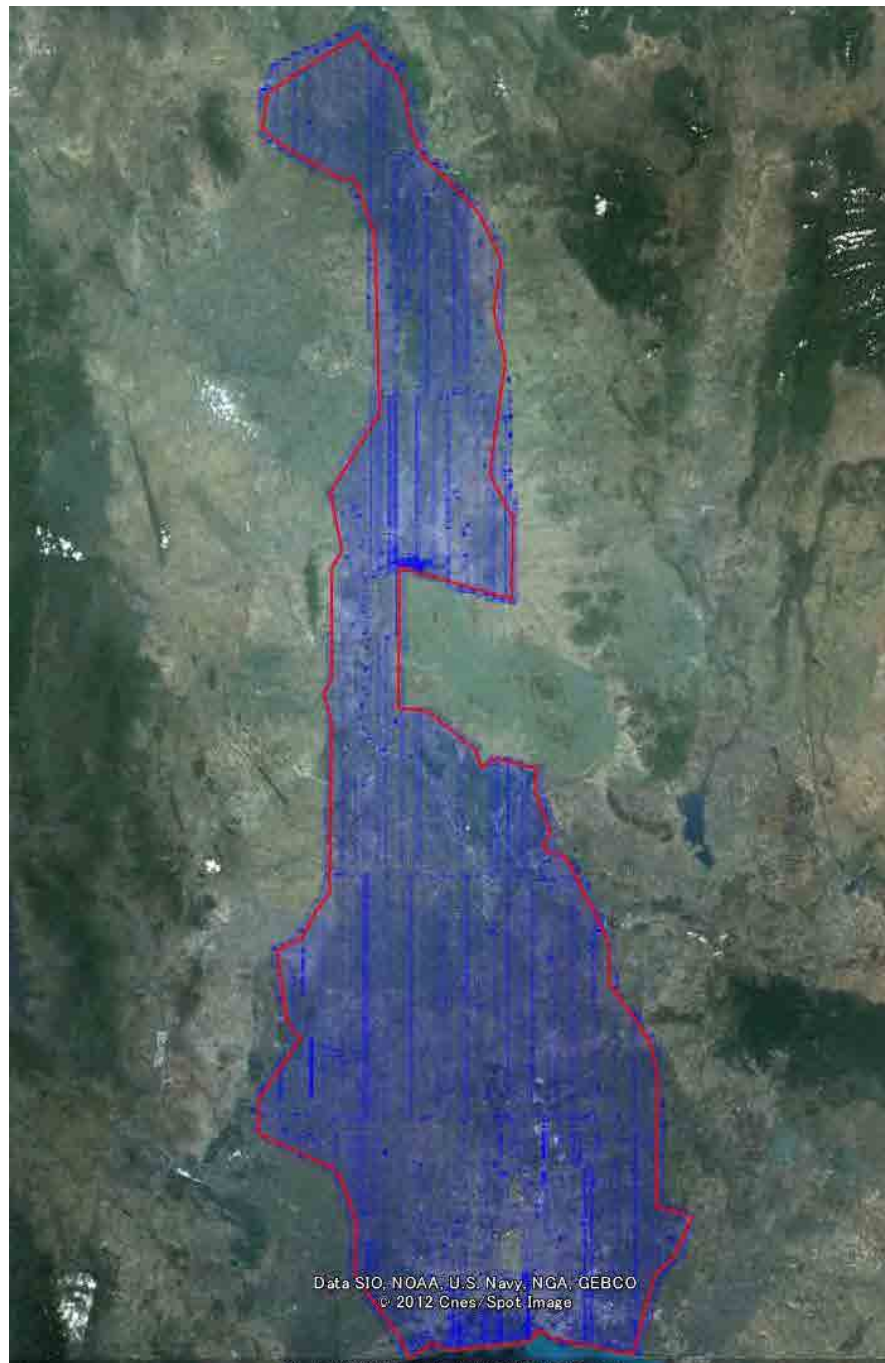 Data SIO, NOAA, U.S. Navy, NGA, GEBCO
© 2012 Cnes/Spot Image